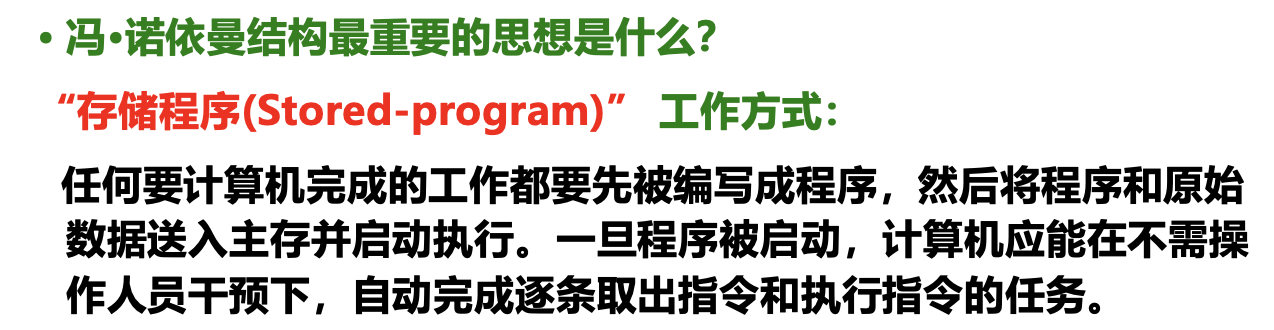 • 冯•诺依曼结构最重要的思想是什么?
“存储程序(Stored-program)” 工作方式：
任何要计算机完成的工作都要先被编写成程序，然后将程序和原始
数据送入主存并启动执行。一旦程序被启动，计算机应能在不需操
作人员干预下，自动完成逐条取出指令和执行指令的任务。